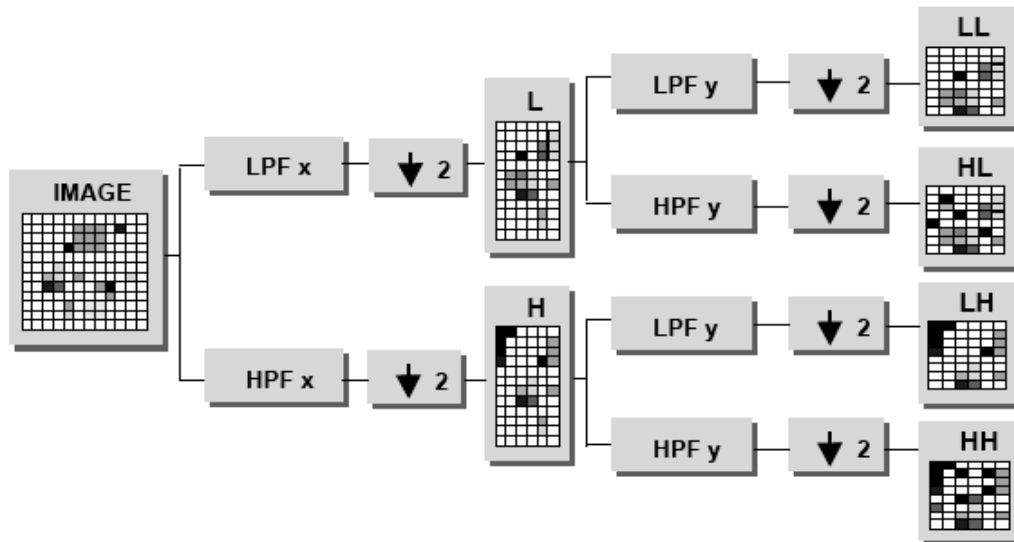 IMAGE
LPF x
↓ 2
L
LPF y
↓ 2
LL
HPF y
↓ 2
HL
HPF x
↓ 2
H
LPF y
↓ 2
LH
HPF y
↓ 2
HH